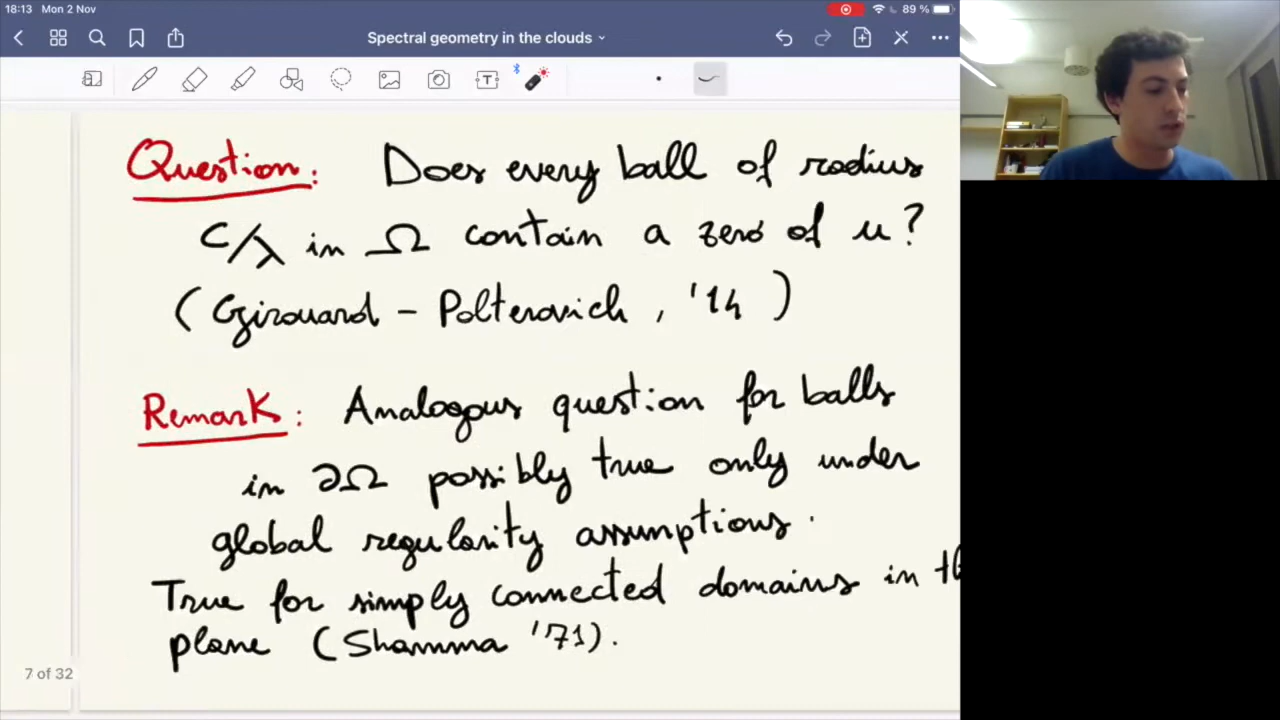 18:13 Mon 2 Nov
89 %
Spectral geometry in the clouds
T
Question: Does every ball of radius
C/λ in Ω contain a zero of u?
(Girouard - Polterovich, '14)
Remark: Analogous question for balls
in ∂Ω possibly true only under
global regularity assumptions.
True for simply connected domains in th
plane (Shamma '71).
7 of 32